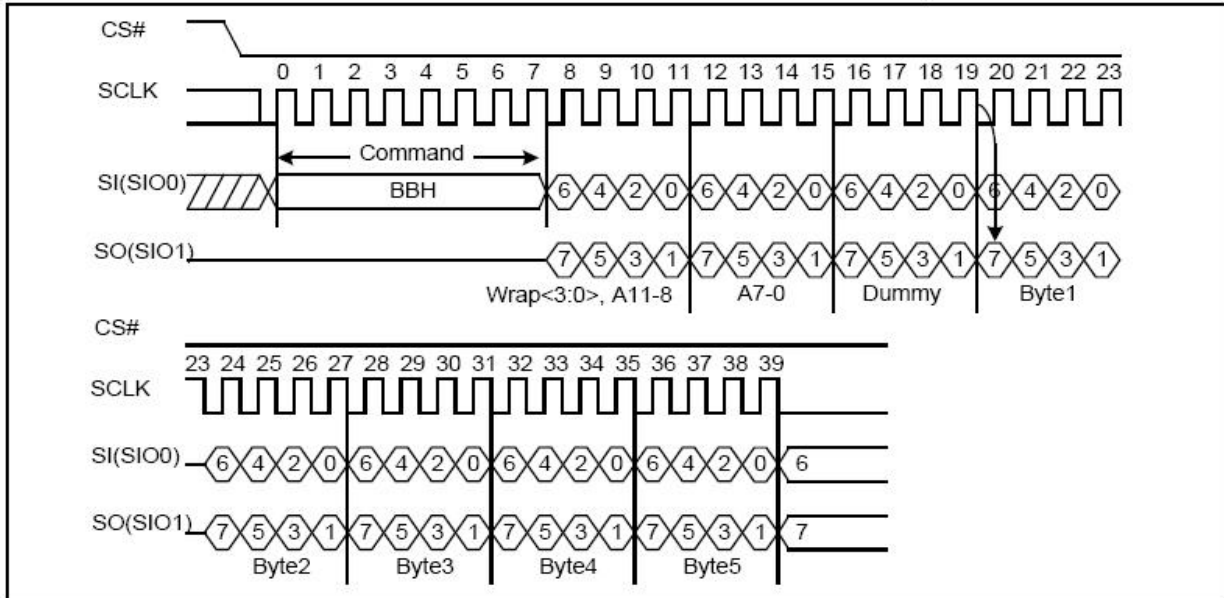 CS#
0 1 2 3 4 5 6 7 8 9 10 11 12 13 14 15 16 17 18 19 20 21 22 23
SCLK
Command
SI(SIO0) BBH 6 4 2 0 6 4 2 0 6 4 2 0 6 4 2 0
SO(SIO1) 7 5 3 1 7 5 3 1 7 5 3 1 7 5 3 1
Wrap<3:0>, A11-8 A7-0 Dummy Byte1
CS#
23 24 25 26 27 28 29 30 31 32 33 34 35 36 37 38 39
SCLK
SI(SIO0) 6 4 2 0 6 4 2 0 6 4 2 0 6 4 2 0 6
SO(SIO1) 7 5 3 1 7 5 3 1 7 5 3 1 7 5 3 1 7
Byte2 Byte3 Byte4 Byte5